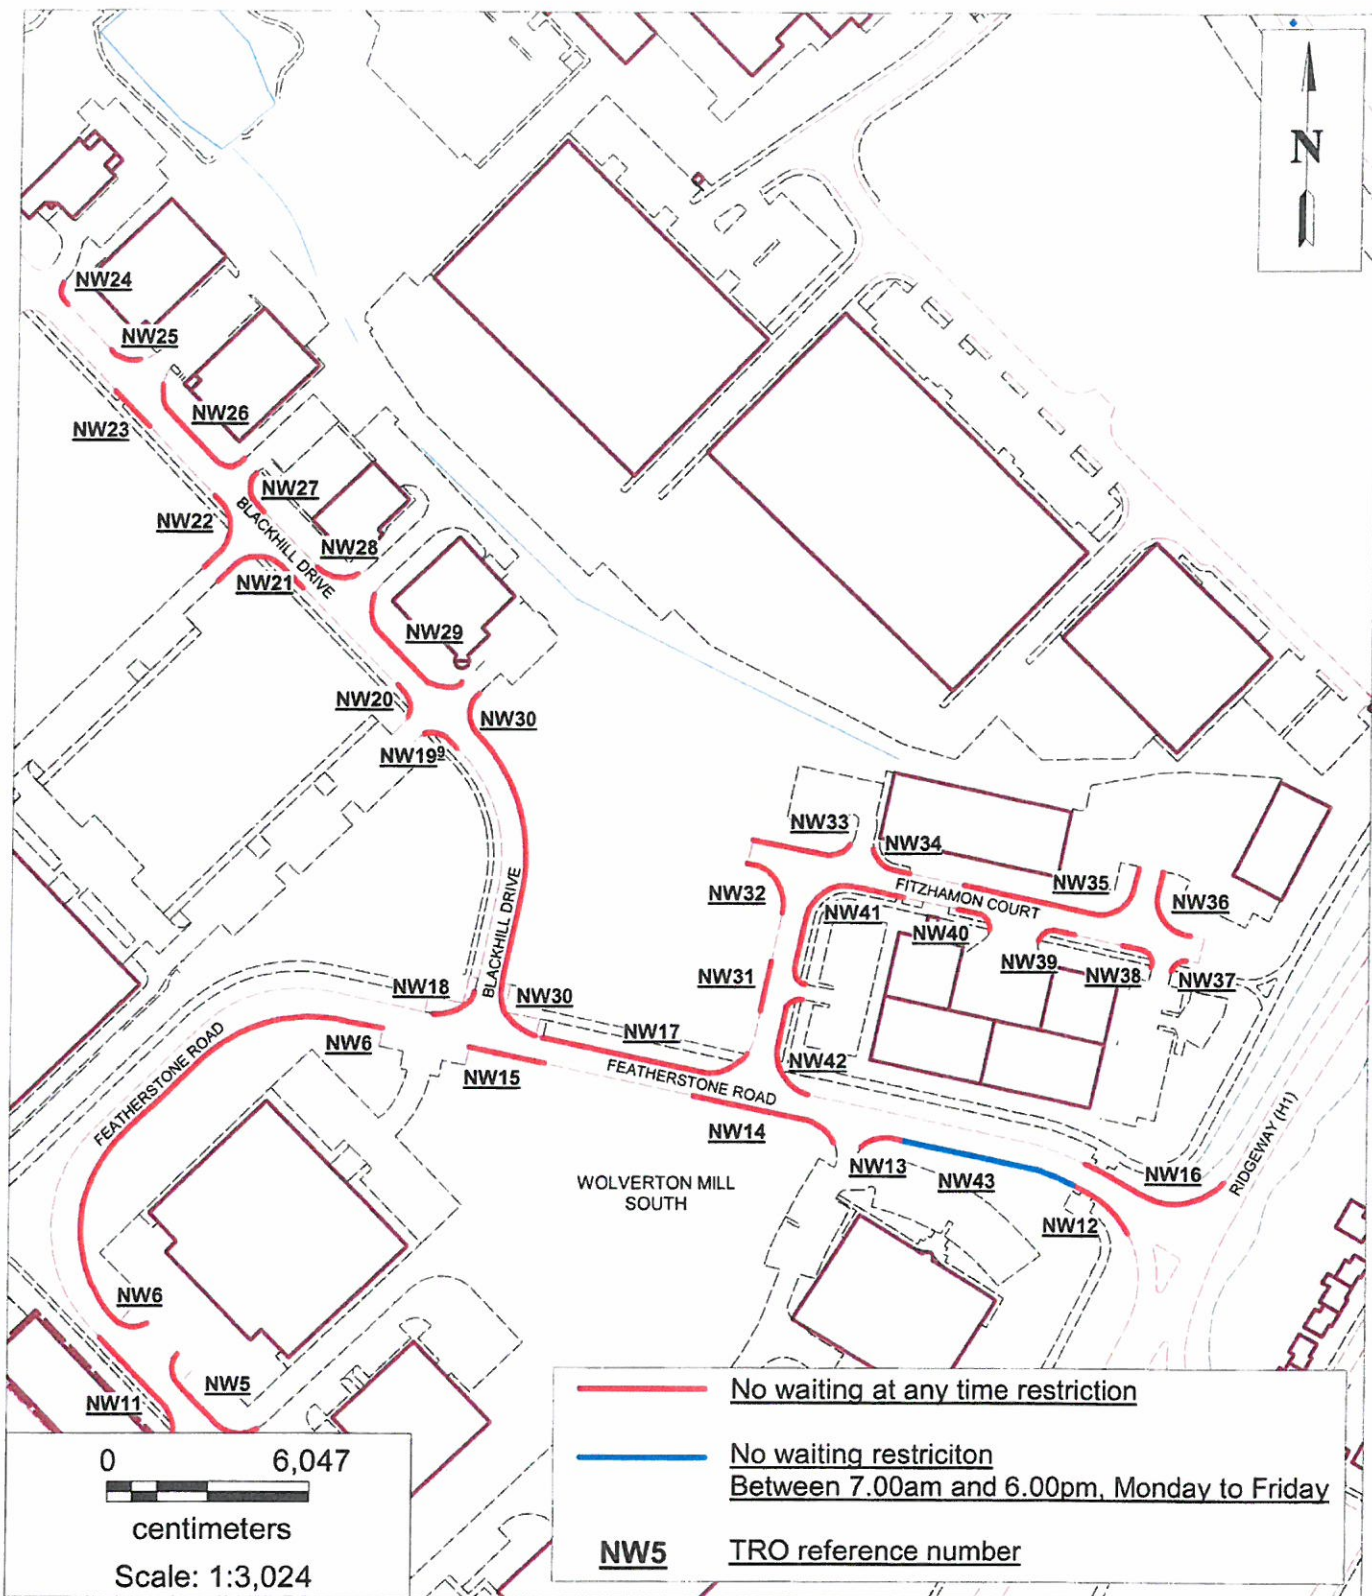 N
NW24
NW25
NW26
NW23
NW27
NW22
BLACKHILL DRIVE
NW28
NW21
NW29
NW20
NW30
NW19⁹
NW33
NW34
NW35
FITZHAMON COURT
NW36
NW32
NW41
NW40
NW39
NW38
NW37
NW31
BLACKHILL DRIVE
NW18
NW30
NW17
NW6
FEATHERSTONE ROAD
NW15
FEATHERSTONE ROAD
NW42
NW14
NW13
NW43
NW16
RIDGEWAY (H1)
WOLVERTON MILL
SOUTH
NW12
NW6
NW5
NW11
No waiting at any time restriction
No waiting restriciton
Between 7.00am and 6.00pm, Monday to Friday
NW5 TRO reference number
0 6,047
centimeters
Scale: 1:3,024